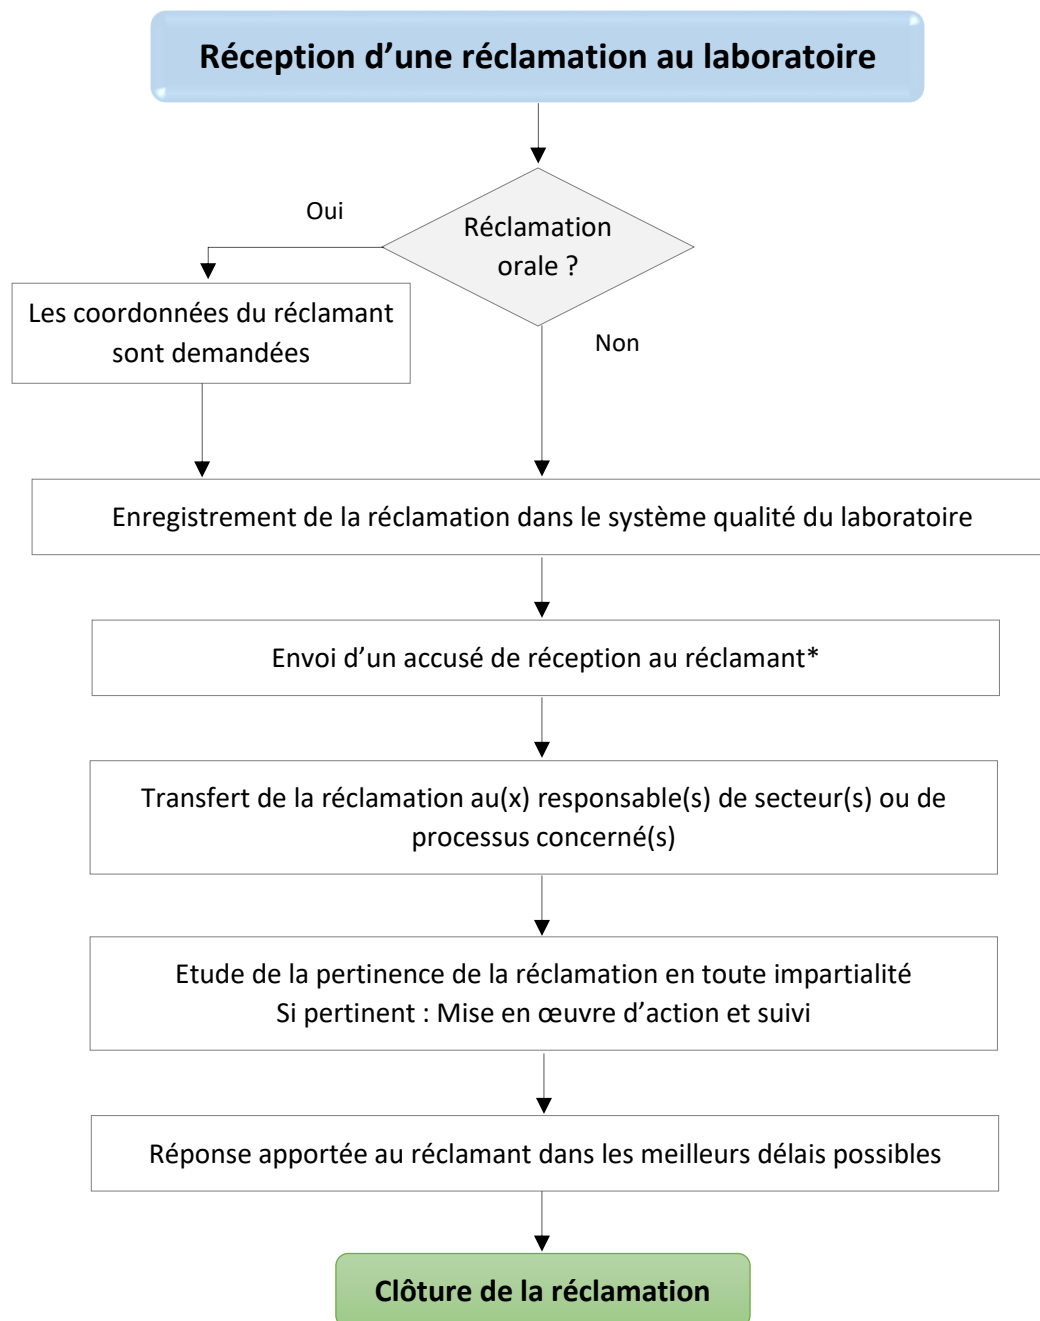 Réception d’une réclamation au laboratoire
Oui
Réclamation
orale ?
Les coordonnées du réclamant
sont demandées
Non
Enregistrement de la réclamation dans le système qualité du laboratoire
Envoi d’un accusé de réception au réclamant*
Transfert de la réclamation au(x) responsable(s) de secteur(s) ou de
processus concerné(s)
Etude de la pertinence de la réclamation en toute impartialité
Si pertinent : Mise en œuvre d’action et suivi
Réponse apportée au réclamant dans les meilleurs délais possibles
Clôture de la réclamation